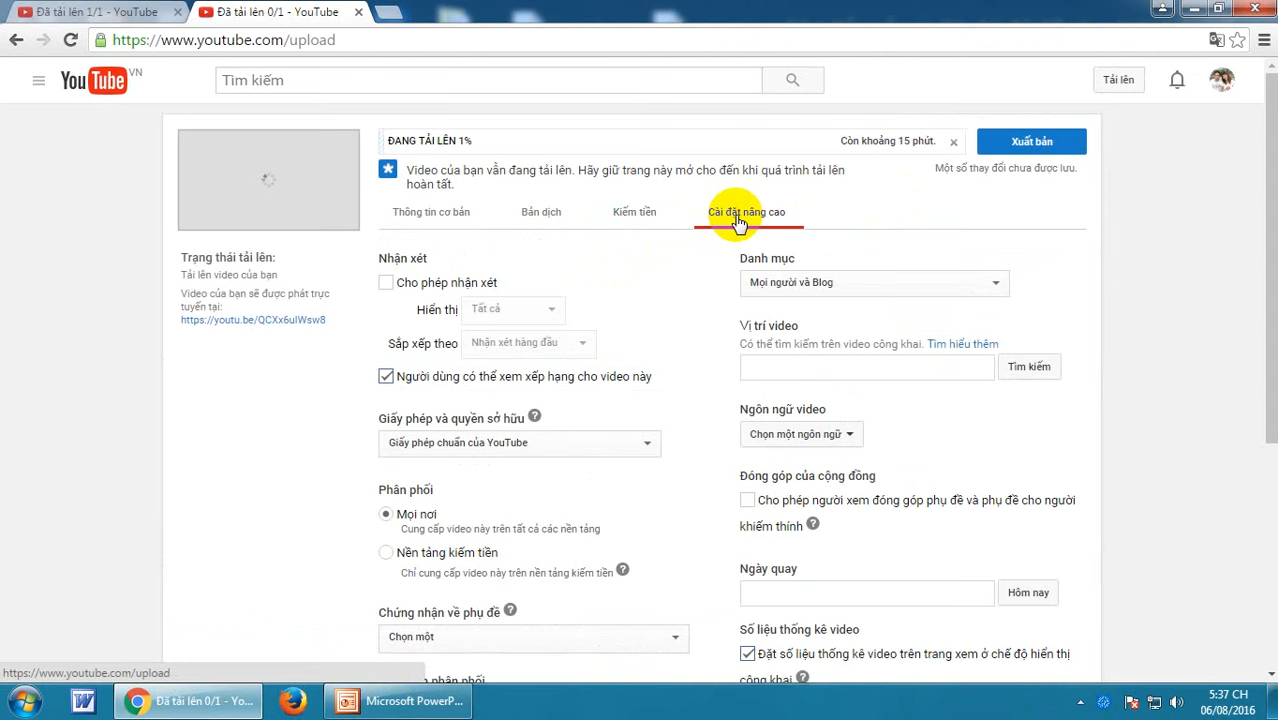 Đã tải lên 1/1 - YouTube
Đã tải lên 0/1 - YouTube
https://www.youtube.com/upload
YouTube VN
Tìm kiếm
Tải lên
ĐANG TẢI LÊN 1%
Còn khoảng 15 phút.
Xuất bản
Video của bạn vẫn đang tải lên. Hãy giữ trang này mở cho đến khi quá trình tải lên
hoàn tất.
Một số thay đổi chưa được lưu.
Thông tin cơ bản
Bản dịch
Kiếm tiền
Cài đặt nâng cao
Trạng thái tải lên:
Tải lên video của bạn
Video của bạn sẽ được phát trực
tuyến tại:
https://youtu.be/QCXx6uIWsw8
Nhận xét
Cho phép nhận xét
Hiển thị Tất cả
Sắp xếp theo Nhận xét hàng đầu
Người dùng có thể xem xếp hạng cho video này
Giấy phép và quyền sở hữu ?
Giấy phép chuẩn của YouTube
Phân phối
Mọi nơi
Cung cấp video này trên tất cả các nền tảng
Nền tảng kiếm tiền
Chỉ cung cấp video này trên nền tảng kiếm tiền ?
Chứng nhận về phụ đề ?
Chọn một
Danh mục
Mọi người và Blog
Vị trí video
Có thể tìm kiếm trên video công khai. Tìm hiểu thêm
Tìm kiếm
Ngôn ngữ video
Chọn một ngôn ngữ
Đóng góp của cộng đồng
Cho phép người xem đóng góp phụ đề và phụ đề cho người
khiếm thính ?
Ngày quay
Hôm nay
Số liệu thống kê video
Đặt số liệu thống kê video trên trang xem ở chế độ hiển thị
công khai ?
https://www.youtube.com/upload
Đã tải lên 0/1 - Yo...
Microsoft PowerP...
5:37 CH
06/08/2016